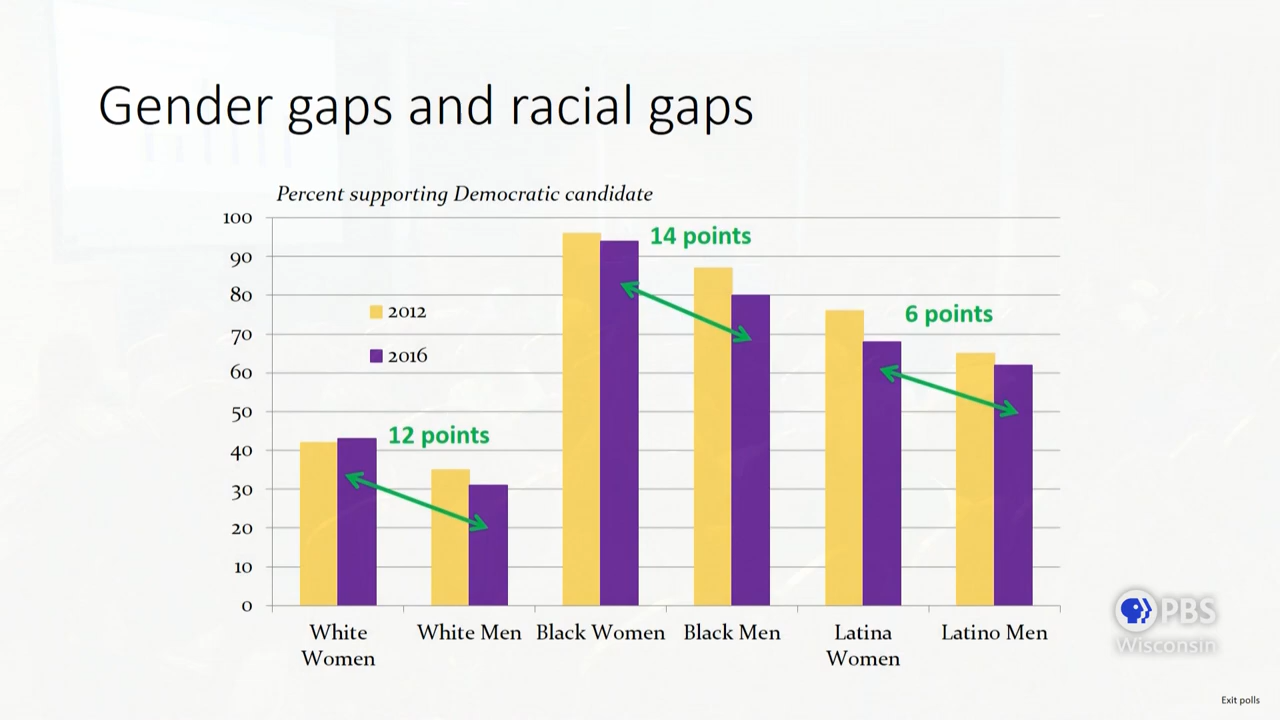 Gender gaps and racial gaps
Percent supporting Democratic candidate
100
90
80
70
60
50
40
30
20
10
0
2012
2016
14 points
6 points
12 points
White Women
White Men
Black Women
Black Men
Latina Women
Latino Men
PBS
Wisconsin
Exit polls